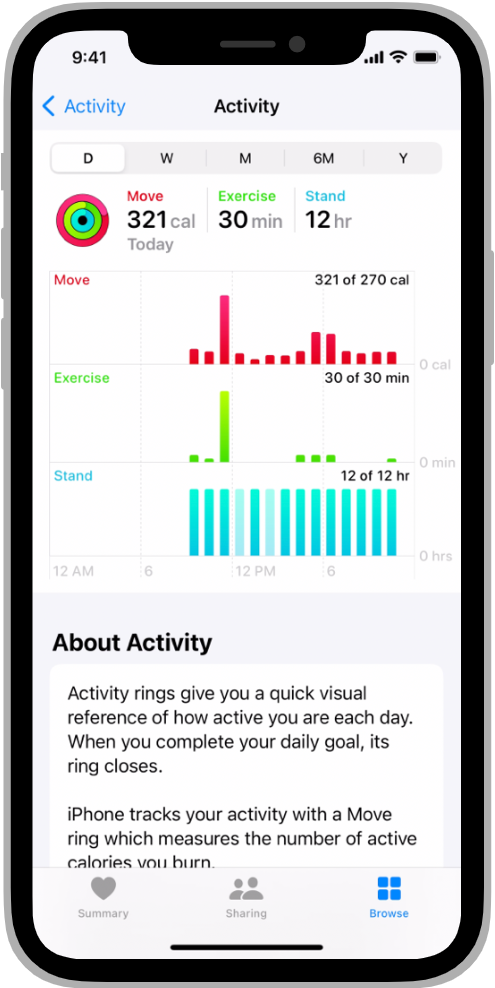 9:41
Activity
Activity
D W M 6M Y
Move Exercise Stand
321 cal 30 min 12 hr
Today
Move 321 of 270 cal
0 cal
Exercise 30 of 30 min
0 min
Stand 12 of 12 hr
0 hrs
12 AM 6 12 PM 6
About Activity
Activity rings give you a quick visual
reference of how active you are each day.
When you complete your daily goal, its
ring closes.
iPhone tracks your activity with a Move
ring which measures the number of active
calories you burn.
Summary Sharing Browse